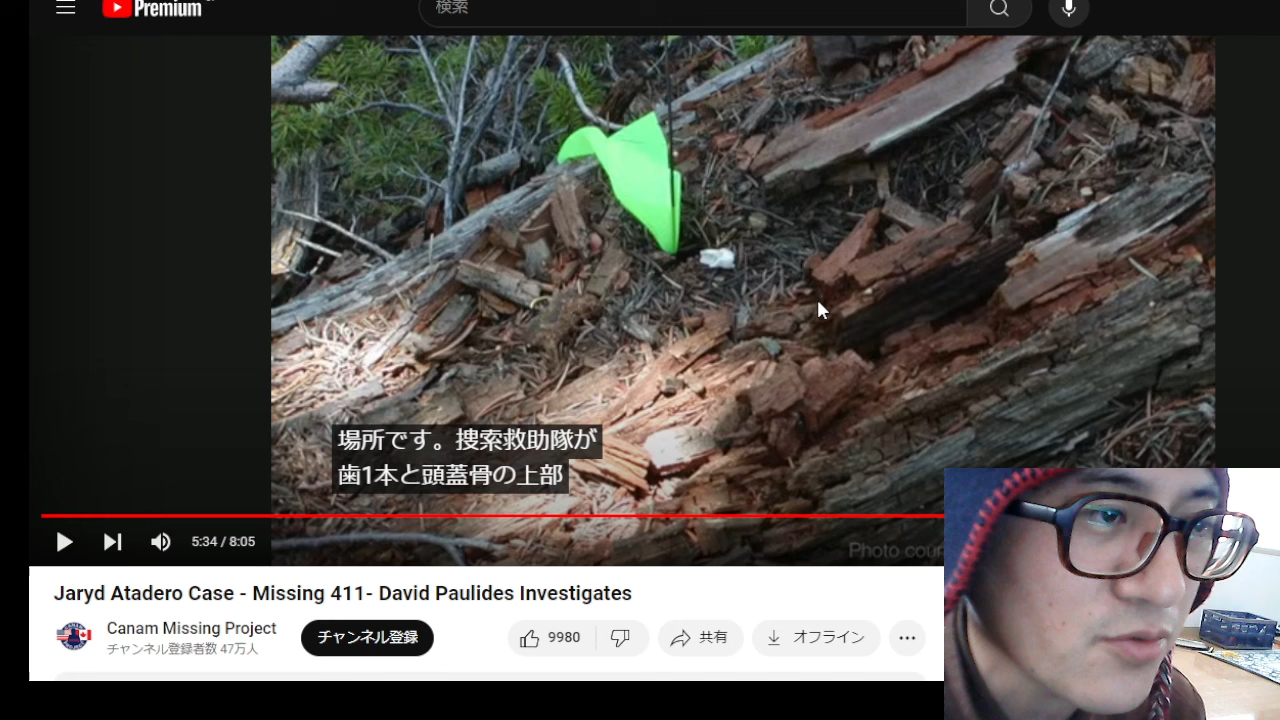 Premium
検索
場所です。捜索救助隊が
歯1本と頭蓋骨の上部
5:34 / 8:05
Photo cour
Jaryd Atadero Case - Missing 411- David Paulides Investigates
Canam Missing Project
チャンネル登録者数 47万人
チャンネル登録
9980
共有
オフライン